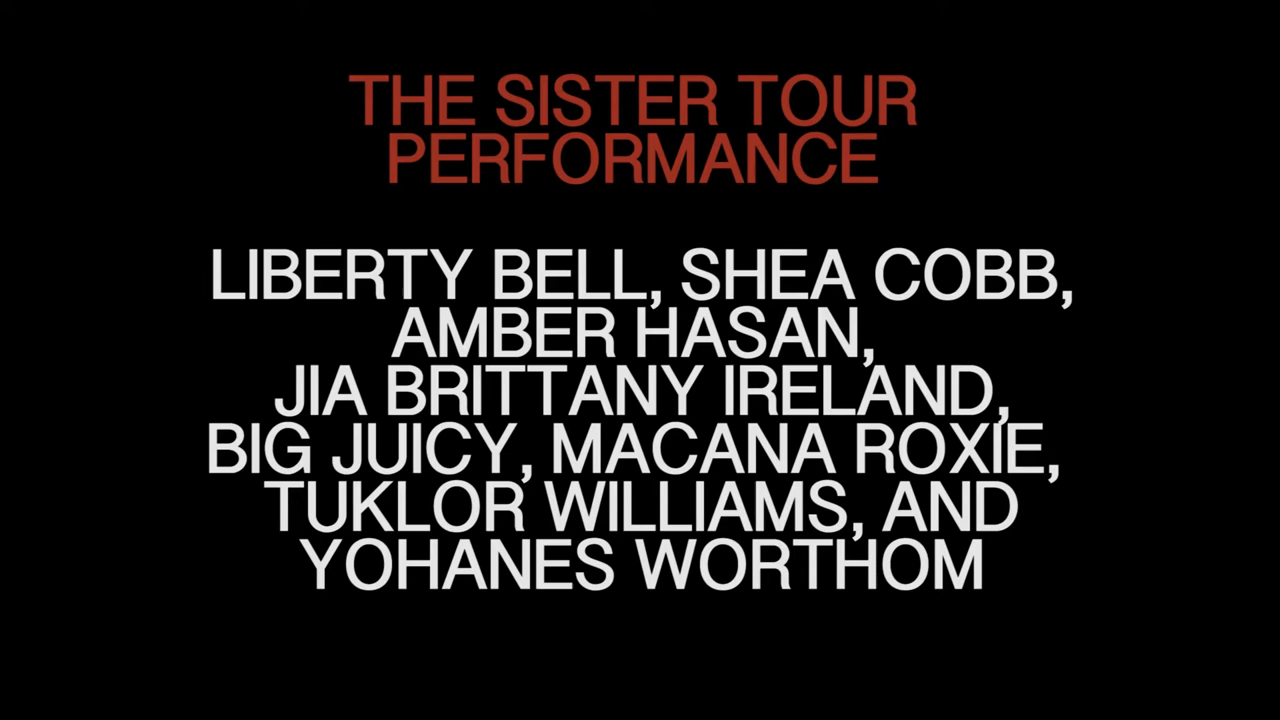 THE SISTER TOUR
PERFORMANCE
LIBERTY BELL, SHEA COBB,
AMBER HASAN,
JIA BRITTANY IRELAND,
BIG JUICY, MACANA ROXIE,
TUKLOR WILLIAMS, AND
YOHANES WORTHOM